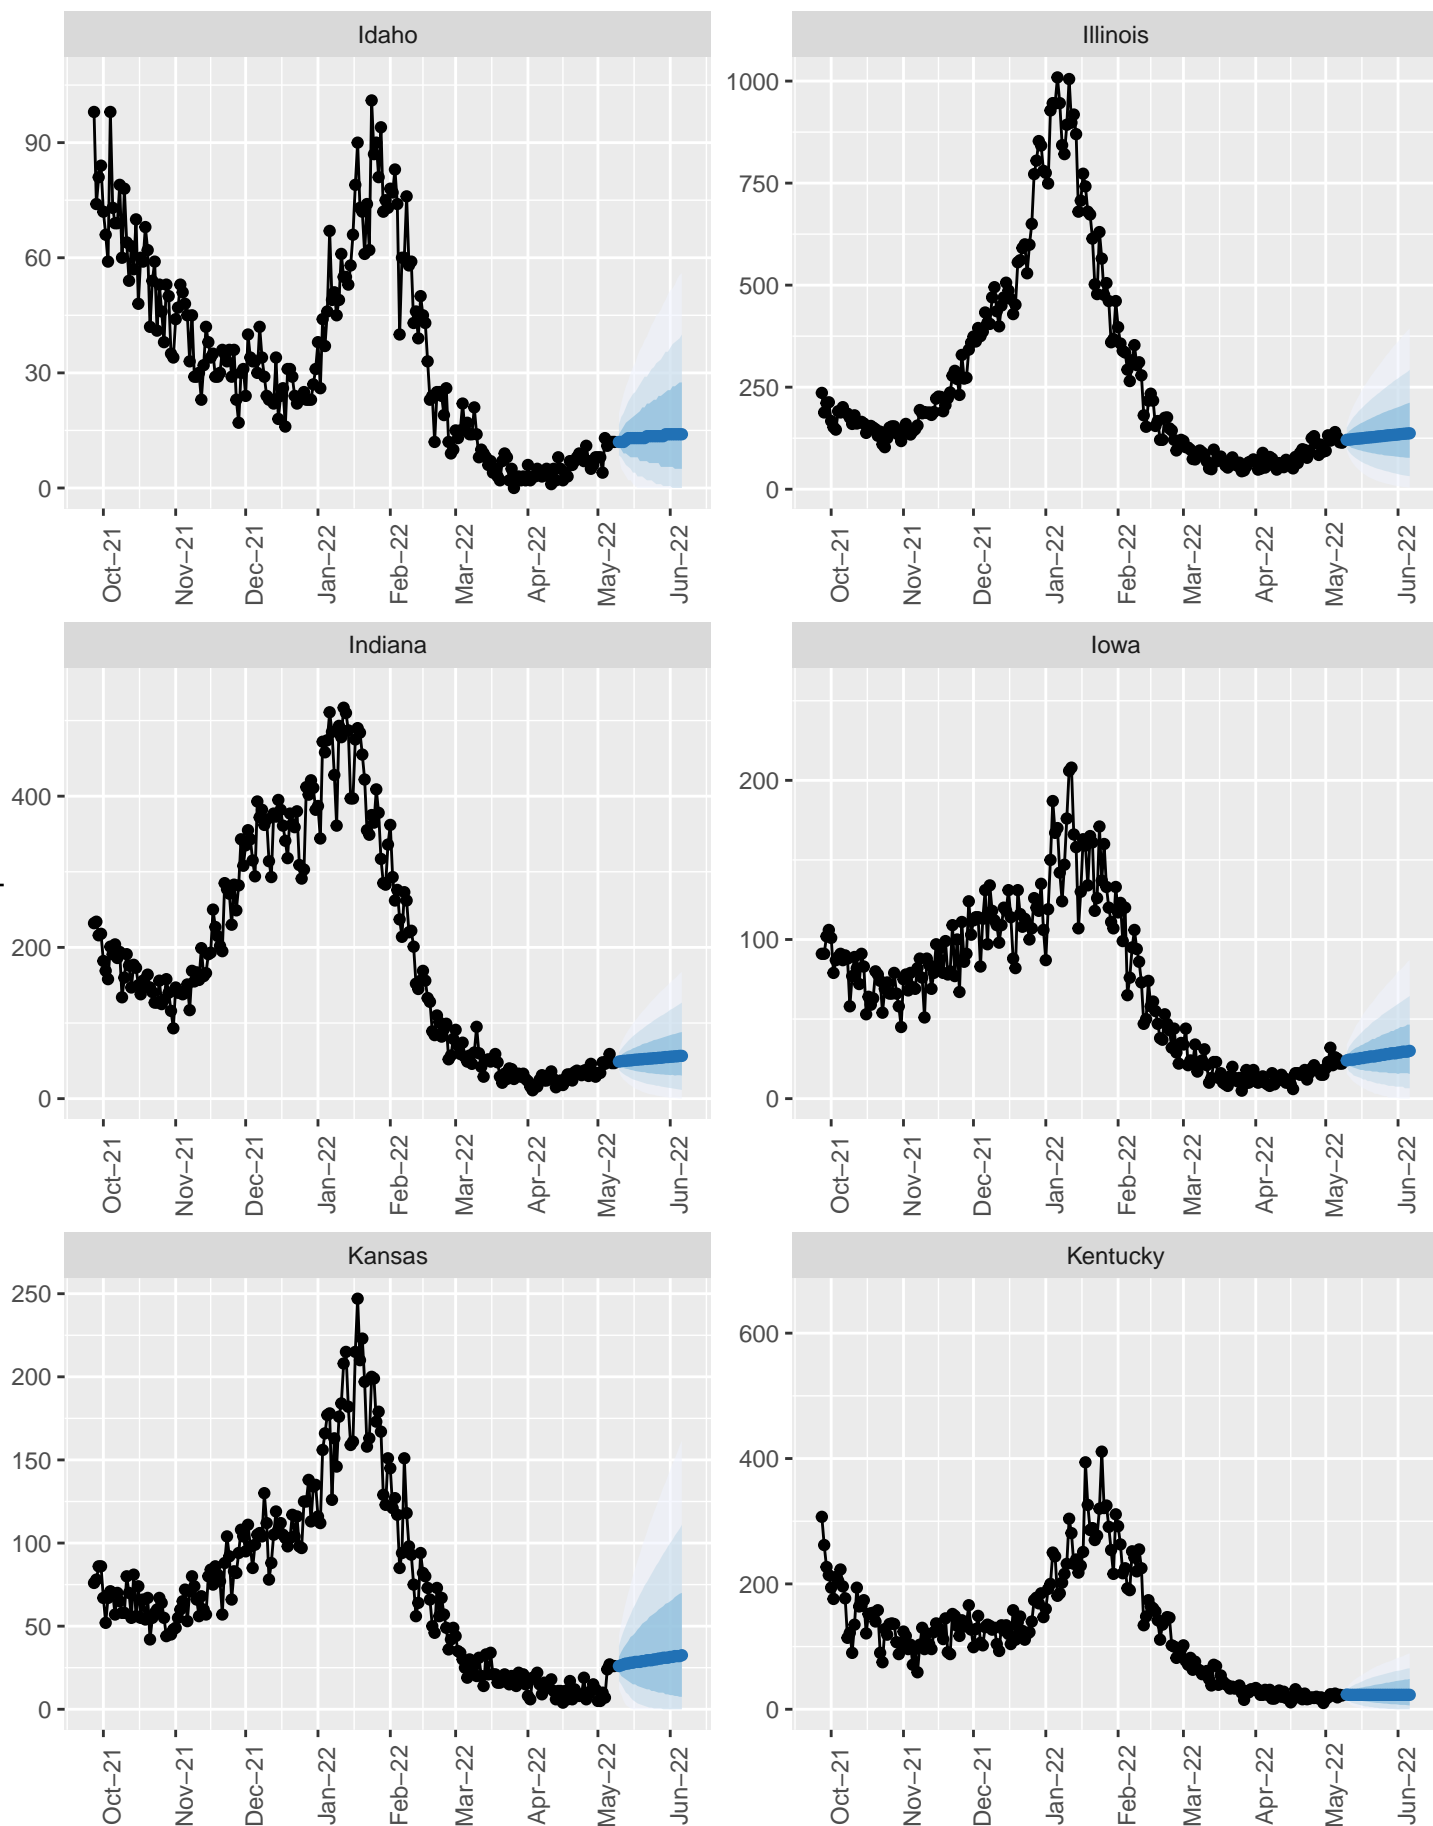 Idaho
90
60
30
0
Oct−21
Nov−21
Dec−21
Jan−22
Feb−22
Mar−22
Apr−22
May−22
Jun−22
Illinois
1000
750
500
250
0
Oct−21
Nov−21
Dec−21
Jan−22
Feb−22
Mar−22
Apr−22
May−22
Jun−22
Indiana
400
200
0
Oct−21
Nov−21
Dec−21
Jan−22
Feb−22
Mar−22
Apr−22
May−22
Jun−22
Iowa
200
100
0
Oct−21
Nov−21
Dec−21
Jan−22
Feb−22
Mar−22
Apr−22
May−22
Jun−22
Kansas
250
200
150
100
50
0
Oct−21
Nov−21
Dec−21
Jan−22
Feb−22
Mar−22
Apr−22
May−22
Jun−22
Kentucky
600
400
200
0
Oct−21
Nov−21
Dec−21
Jan−22
Feb−22
Mar−22
Apr−22
May−22
Jun−22